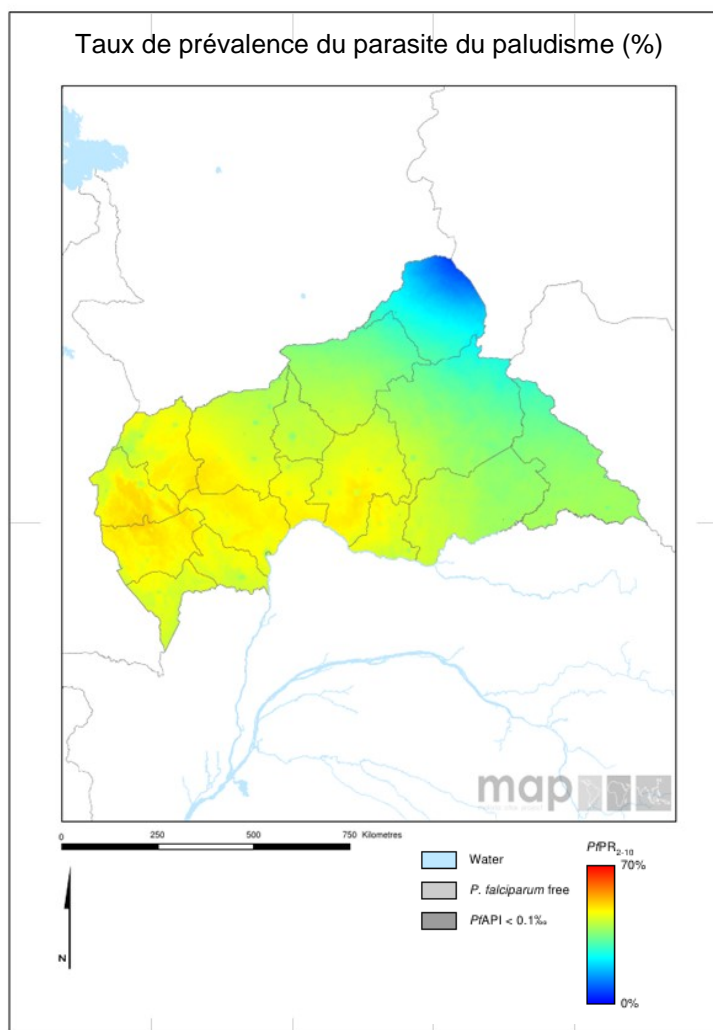 Taux de prévalence du parasite du paludisme (%)
map
0 250 500 750 Kilometres
Water
P. falciparum free
PfAPI < 0.1‰
PfPR2-10
70%
0%
N